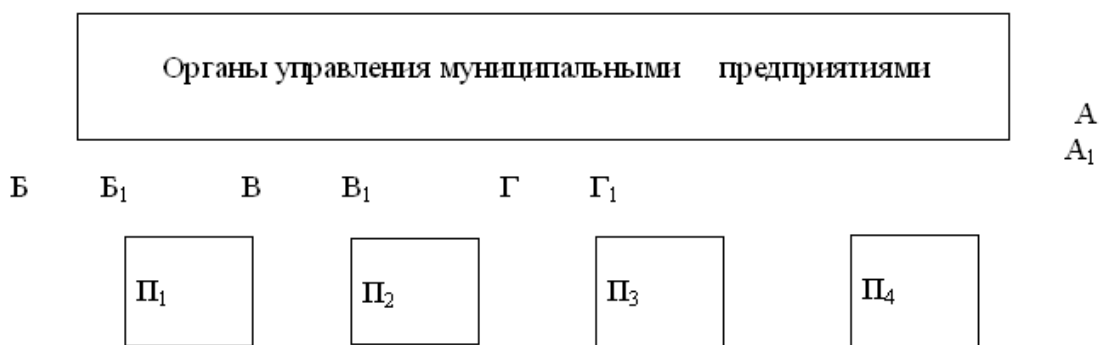 Органы управления муниципальными предприятиями
А
А₁
Б Б₁ В В₁ Г Г₁
П₁ П₂ П₃ П₄